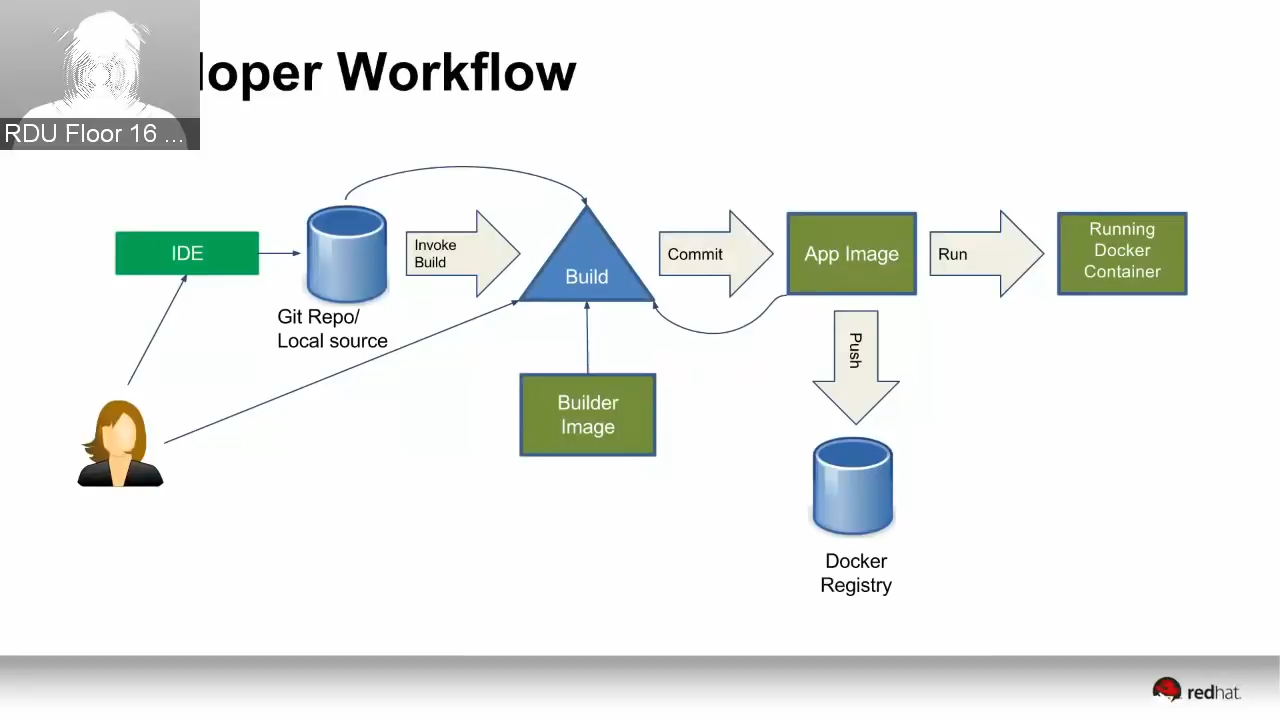 loper Workflow
RDU Floor 16 ...
IDE
Git Repo/
Local source
Invoke
Build
Build
Builder
Image
Commit
App Image
Run
Running
Docker
Container
Push
Docker
Registry
redhat.